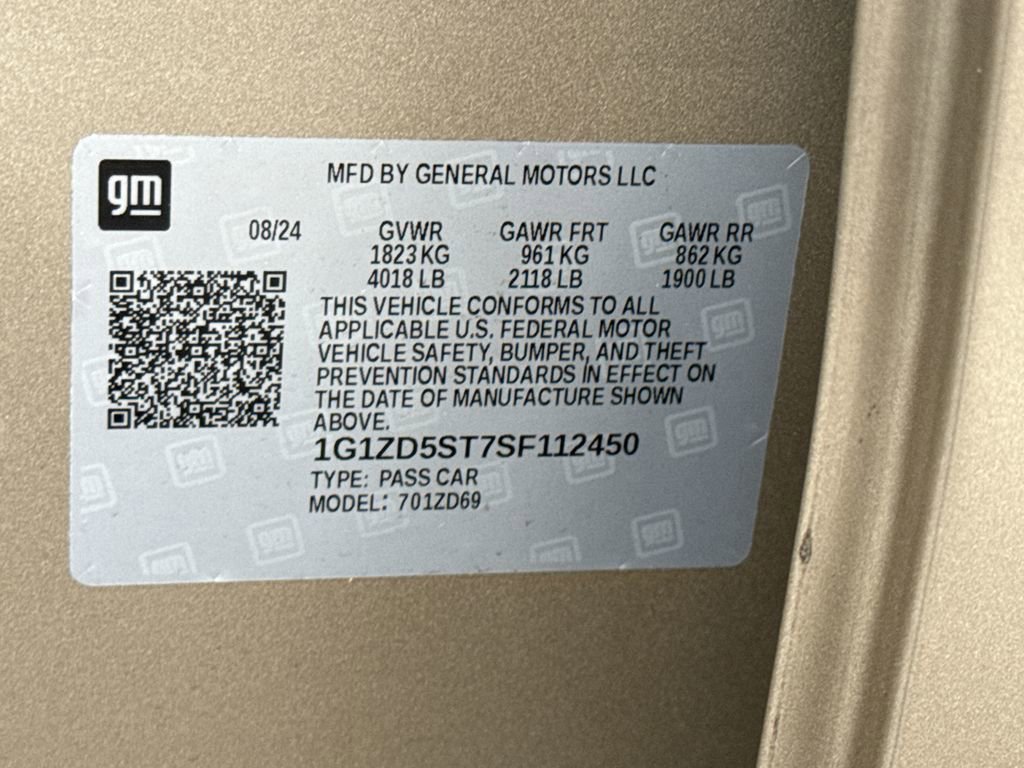 gm
MFD BY GENERAL MOTORS LLC
08/24 GVWR GAWR FRT GAWR RR
1823 KG 961 KG 862 KG
4018 LB 2118 LB 1900 LB
THIS VEHICLE CONFORMS TO ALL
APPLICABLE U.S. FEDERAL MOTOR
VEHICLE SAFETY, BUMPER, AND THEFT
PREVENTION STANDARDS IN EFFECT ON
THE DATE OF MANUFACTURE SHOWN
ABOVE.
1G1ZD5ST7SF112450
TYPE: PASS CAR
MODEL: 701ZD69